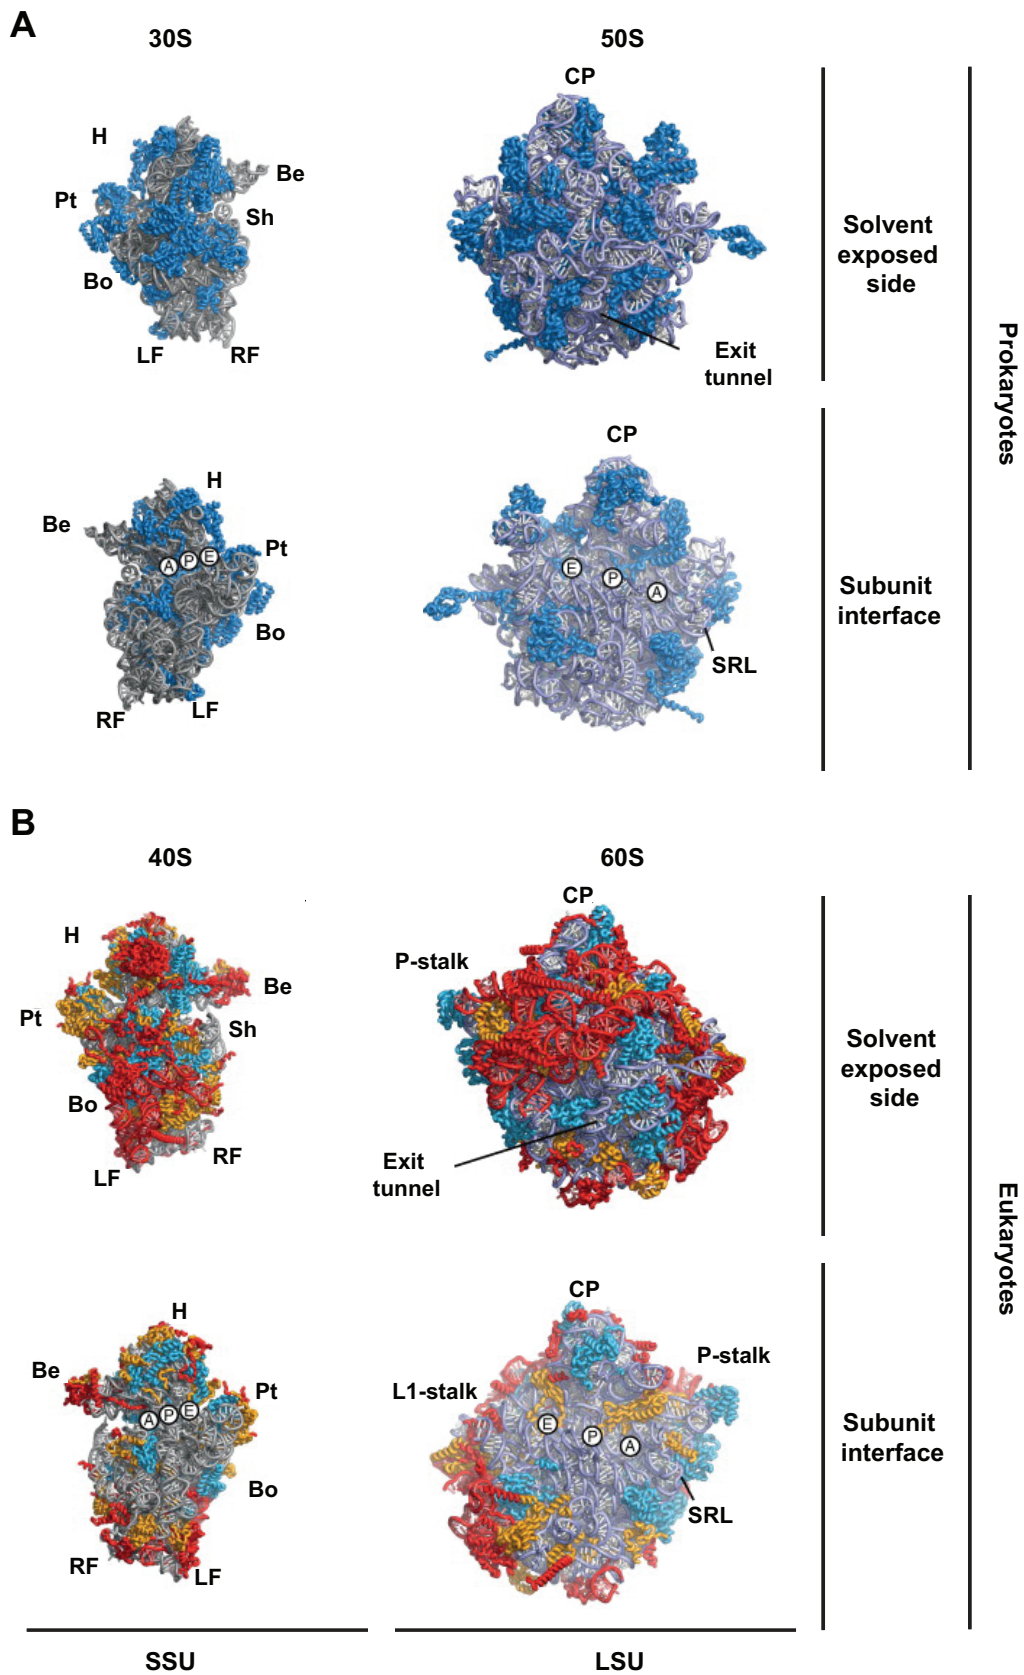 A
30S
50S
CP
H
Be
Pt
Sh
Bo
LF
RF
Exit
tunnel
Solvent
exposed
side
Prokaryotes
CP
H
Be
Pt
A P E
E P A
Bo
SRL
RF
LF
Subunit
interface
B
40S
60S
CP
H
P-stalk
Be
Pt
Sh
Bo
RF
LF
Exit
tunnel
Solvent
exposed
side
Eukaryotes
H
CP
Be
Pt
L1-stalk
P-stalk
A P E
E P A
Bo
SRL
RF
LF
Subunit
interface
SSU
LSU